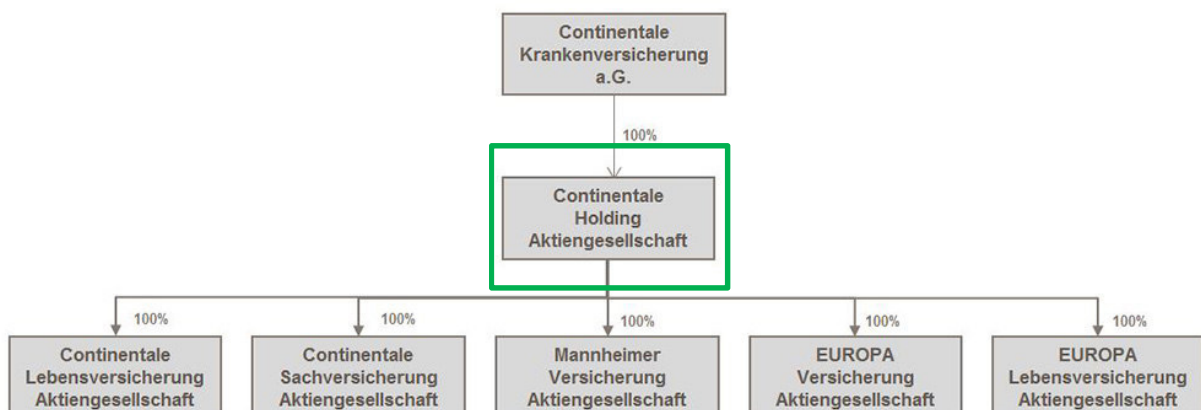 Continentale
Krankenversicherung
a.G.
100%
Continentale
Holding
Aktiengesellschaft
100%
100%
100%
100%
100%
Continentale
Lebensversicherung
Aktiengesellschaft
Continentale
Sachversicherung
Aktiengesellschaft
Mannheimer
Versicherung
Aktiengesellschaft
EUROPA
Versicherung
Aktiengesellschaft
EUROPA
Lebensversicherung
Aktiengesellschaft